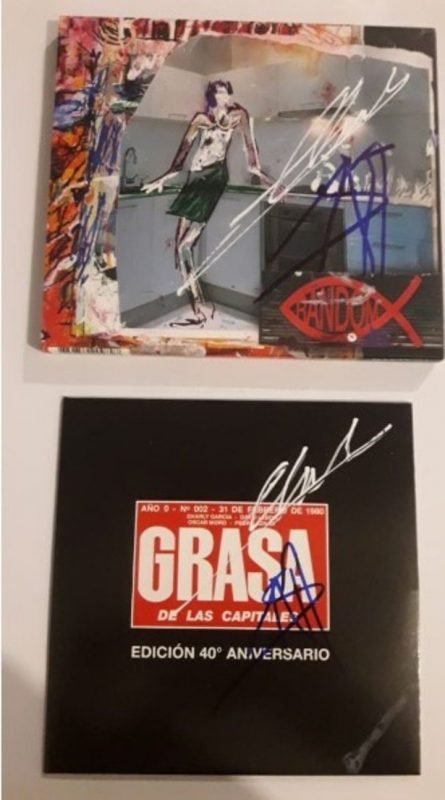 RANDOM
AÑO 0 - Nº 002 - 31 DE FEBRERO DE 1980
CHARLY GARCIA -
OSCAR MORO -
GRASA
DE LAS CAPITALES
EDICIÓN 40° ANIVERSARIO